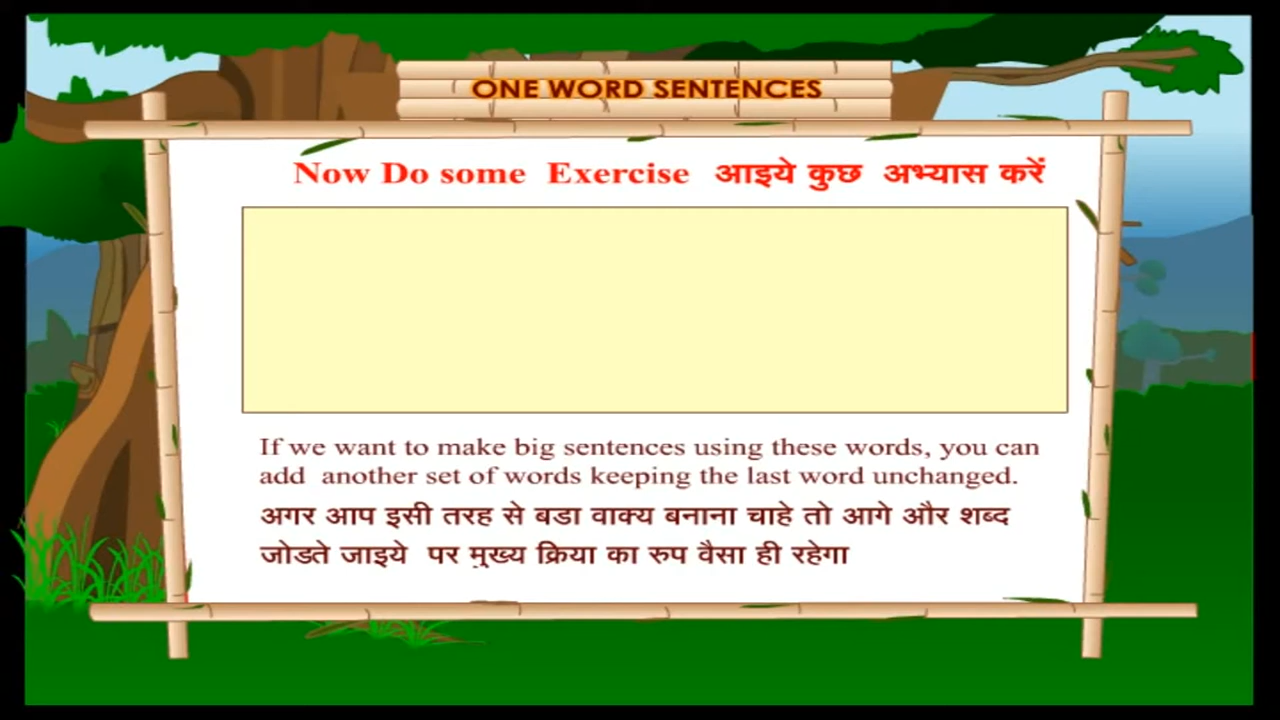 ONE WORD SENTENCES
Now Do some Exercise आइये कुछ अभ्यास करें
If we want to make big sentences using these words, you can
add another set of words keeping the last word unchanged.
अगर आप इसी तरह से बडा वाक्य बनाना चाहे तो आगे और शब्द
जोडते जाइये पर मुख्य क्रिया का रुप वैसा ही रहेगा